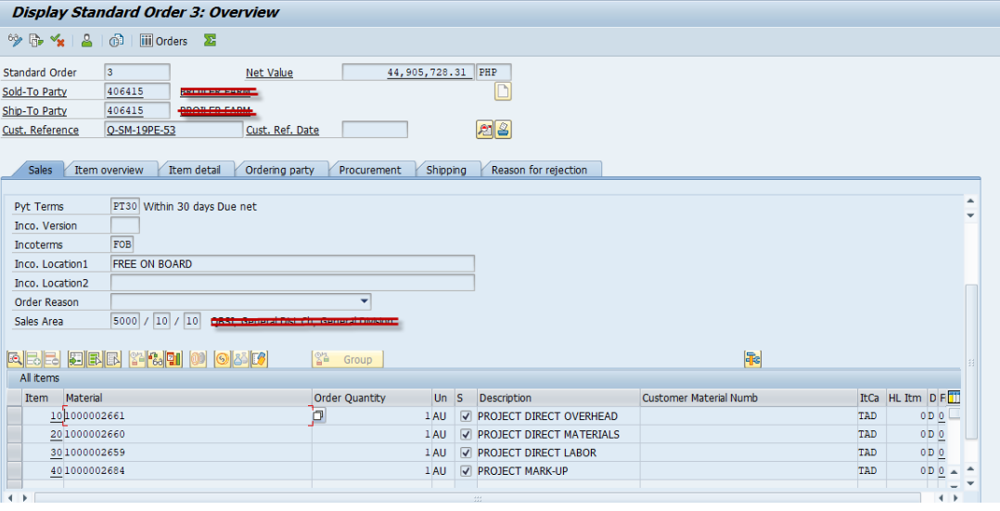 Display Standard Order 3: Overview
Orders
Standard Order 3 Net Value 44,905,728.31 PHP
Sold-To Party 406415
Ship-To Party 406415 BROILER FARM
Cust. Reference Q-SM-19PE-53 Cust. Ref. Date
Sales Item overview Item detail Ordering party Procurement Shipping Reason for rejection
Pyt Terms PT30 Within 30 days Due net
Inco. Version
Incoterms FOB
Inco. Location1 FREE ON BOARD
Inco. Location2
Order Reason
Sales Area 5000 / 10 / 10 General Dist Ch, General Division
Group
All items
Item Material Order Quantity Un S Description Customer Material Numb ItCa HL Itm D F
10 1000002661 1 AU PROJECT DIRECT OVERHEAD TAD 0 D 0
20 1000002660 1 AU PROJECT DIRECT MATERIALS TAD 0 D 0
30 1000002659 1 AU PROJECT DIRECT LABOR TAD 0 D 0
40 1000002684 1 AU PROJECT MARK-UP TAD 0 D 0